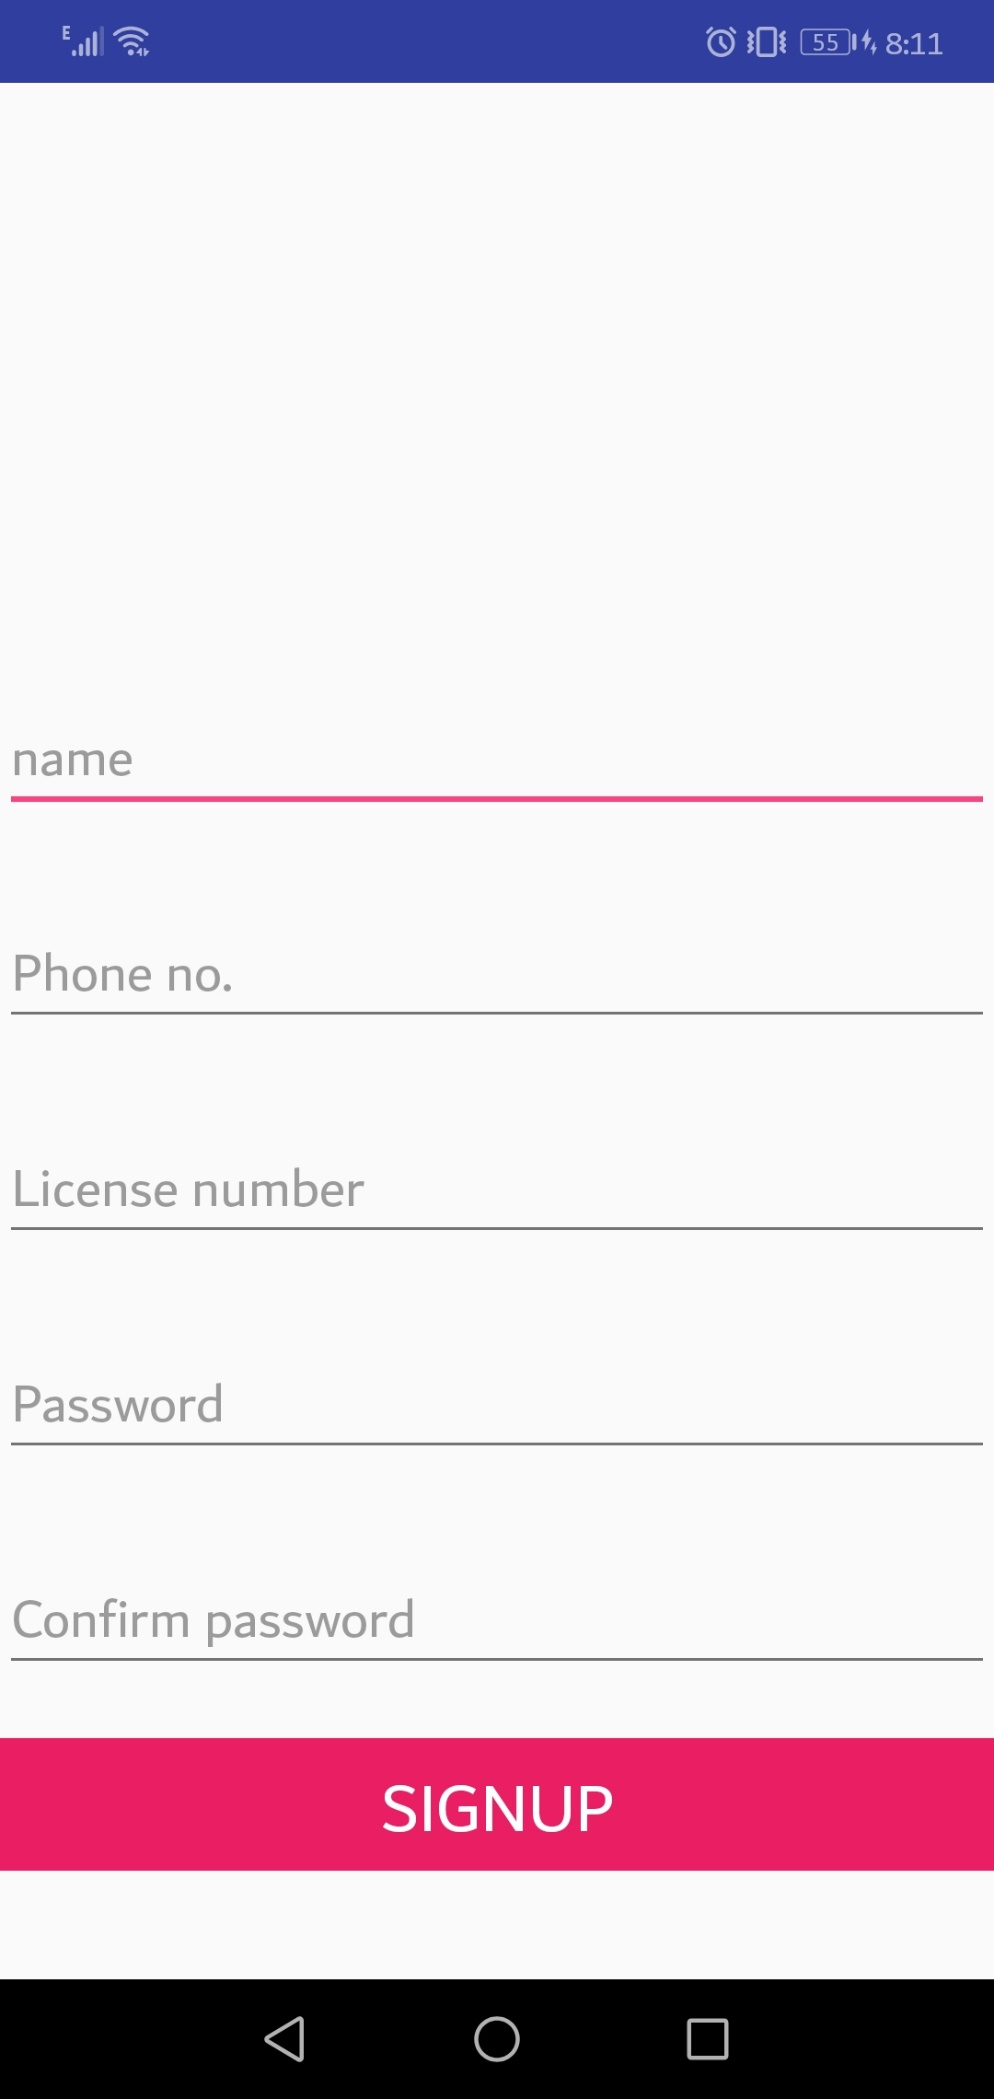 E 55 8:11
name
Phone no.
License number
Password
Confirm password
SIGNUP